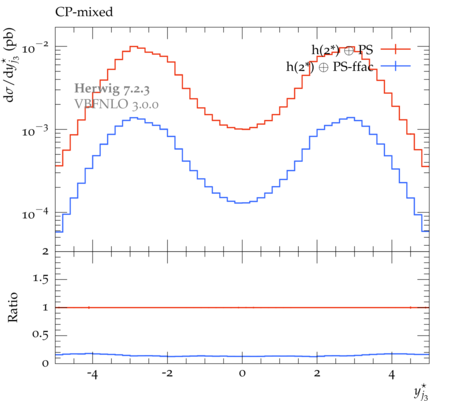 CP-mixed
dσ/dy⋆j3 (pb)
10−2
h(2*) ⊕ PS
h(2*) ⊕ PS-ffac
Herwig 7.2.3
VBFNLO 3.0.0
10−3
10−4
Ratio
2
1.5
1
0.5
0
-4 -2 0 2 4
y⋆j3